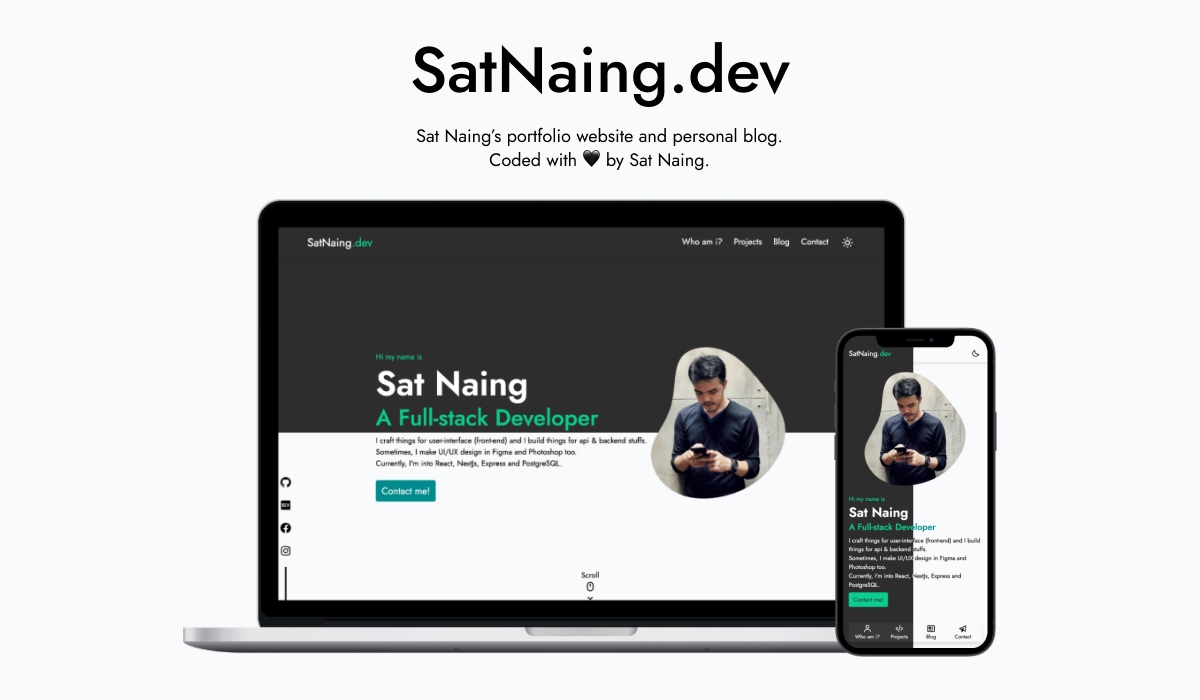 SatNaing.dev
Sat Naing’s portfolio website and personal blog.
Coded with 🖤 by Sat Naing.
SatNaing.dev
Who am i? Projects Blog Contact
Hi my name is
Sat Naing
A Full-stack Developer
I craft things for user-interface (front-end) and I build things for api & backend stuffs.
Sometimes, I make UI/UX design in Figma and Photoshop too.
Currently, I'm into React, Nextjs, Express and PostgreSQL.
Contact me!
DEV
Scroll
SatNaing.dev
Hi my name is
Sat Naing
A Full-stack Developer
I craft things for user-interface (front-end) and I build
things for api & backend stuffs.
Sometimes, I make UI/UX design in Figma and
Photoshop too.
Currently, I'm into React, Nextjs, Express and
PostgreSQL.
Contact me!
Who am i? Projects Blog Contact